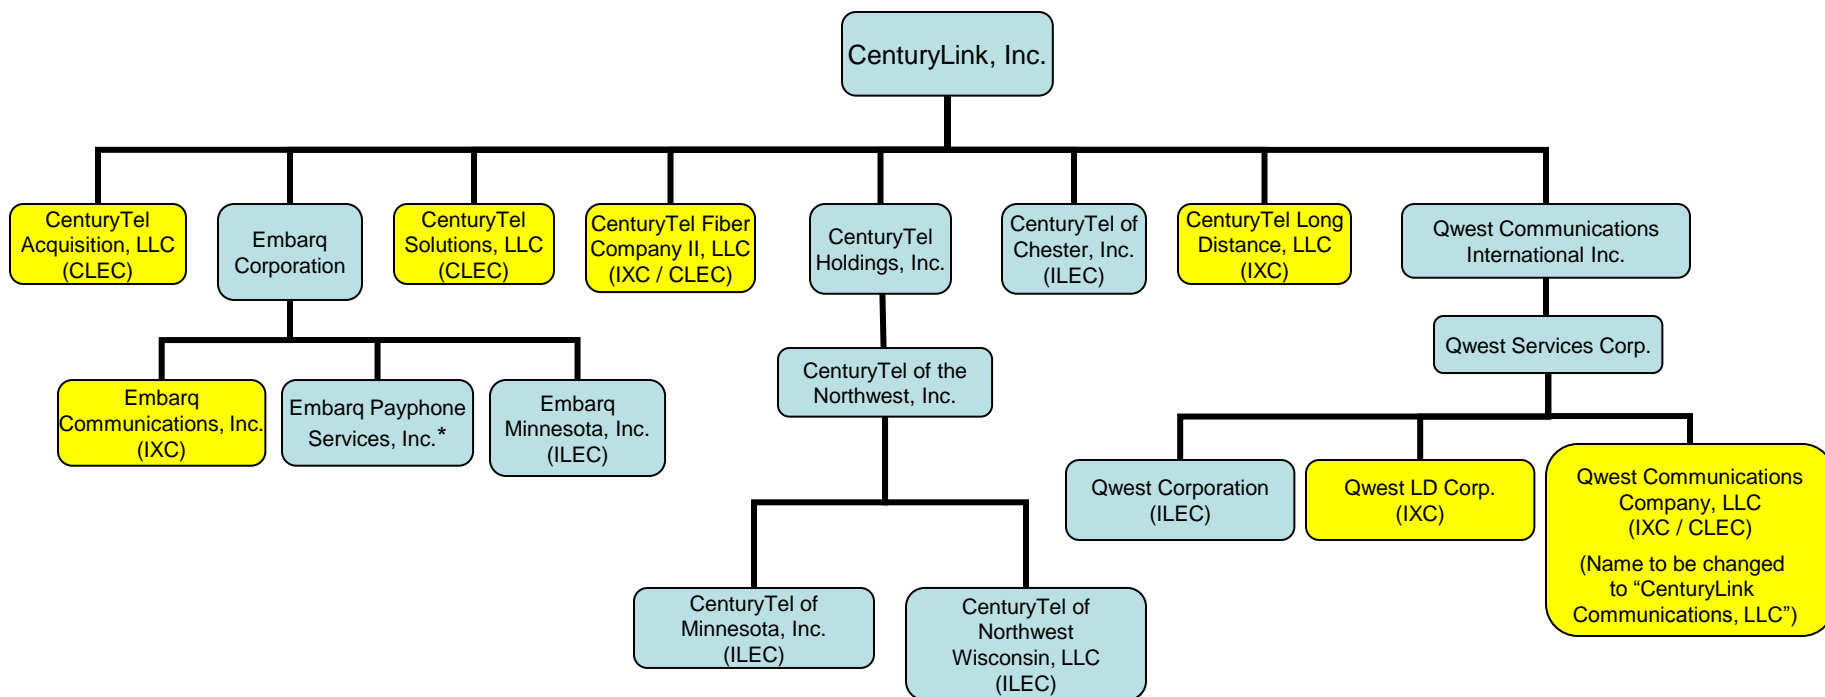 CenturyLink, Inc.
CenturyTel
Acquisition, LLC
(CLEC)
Embarq
Corporation
CenturyTel
Solutions, LLC
(CLEC)
CenturyTel Fiber
Company II, LLC
(IXC / CLEC)
CenturyTel
Holdings, Inc.
CenturyTel of
Chester, Inc.
(ILEC)
CenturyTel Long
Distance, LLC
(IXC)
Qwest Communications
International Inc.
Qwest Services Corp.
Embarq
Communications, Inc.
(IXC)
Embarq Payphone
Services, Inc.*
Embarq
Minnesota, Inc.
(ILEC)
CenturyTel of the
Northwest, Inc.
Qwest Corporation
(ILEC)
Qwest LD Corp.
(IXC)
Qwest Communications
Company, LLC
(IXC / CLEC)
(Name to be changed
to “CenturyLink
Communications, LLC”)
CenturyTel of
Minnesota, Inc.
(ILEC)
CenturyTel of
Northwest
Wisconsin, LLC
(ILEC)